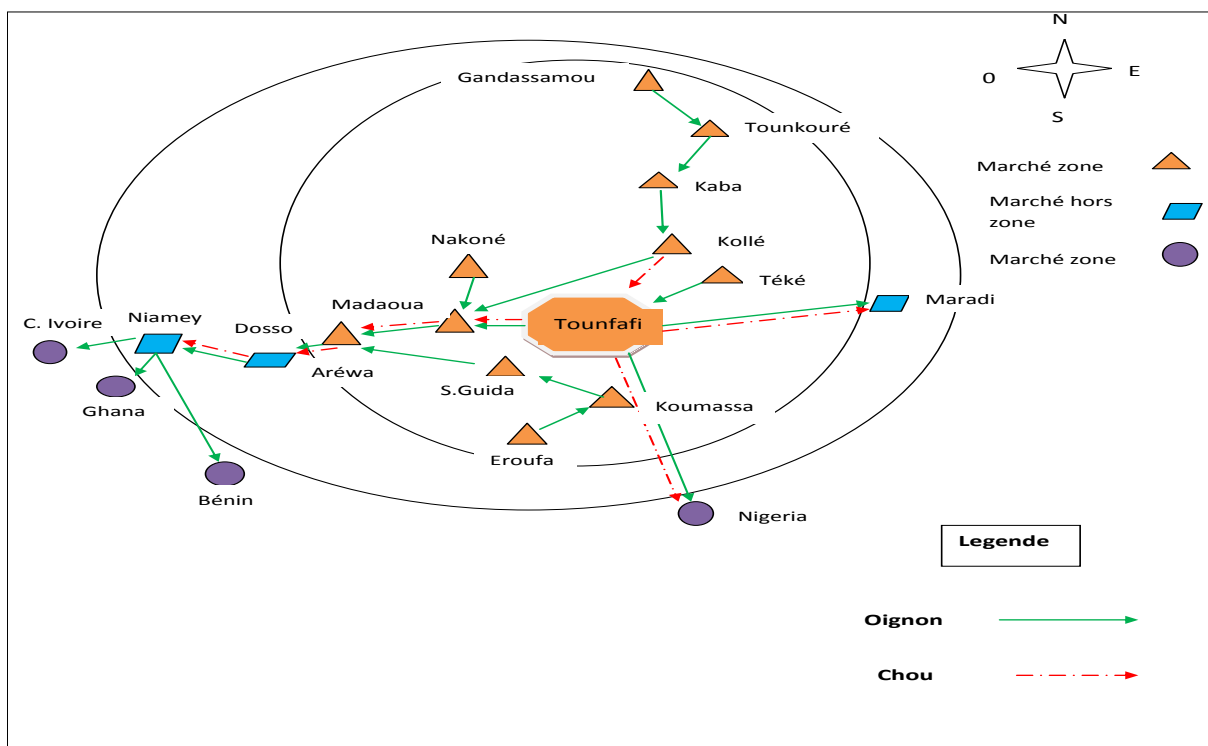 N
Gandassamou
O
E
S
Tounkouré
Marché zone
Kaba
Marché hors
zone
Nakoné
Kollé
Marché zone
Téké
Madaoua
Maradi
C. Ivoire
Niamey
Dosso
Tounfafi
Aréwa
S.Guida
Ghana
Koumassa
Eroufa
Bénin
Nigeria
Legende
Oignon
Chou